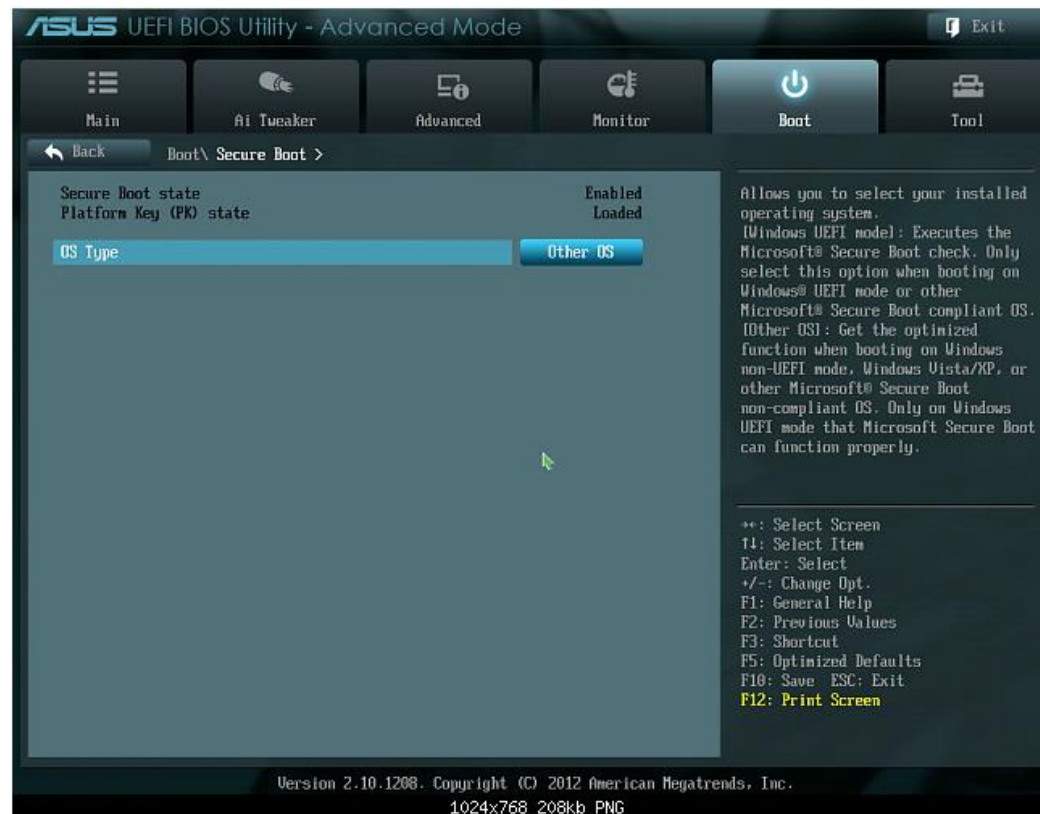 ASUS UEFI BIOS Utility - Advanced Mode
Exit
Main
Ai Tweaker
Advanced
Monitor
Boot
Tool
Back
Boot\ Secure Boot >
Secure Boot state Enabled
Platform Key (PK) state Loaded
OS Type Other OS
Allows you to select your installed
operating system.
[Windows UEFI mode]: Executes the
Microsoft® Secure Boot check. Only
select this option when booting on
Windows® UEFI mode or other
Microsoft® Secure Boot compliant OS.
[Other OS]: Get the optimized
function when booting on Windows
non-UEFI mode, Windows Vista/XP, or
other Microsoft® Secure Boot
non-compliant OS. Only on Windows
UEFI mode that Microsoft Secure Boot
can function properly.
→←: Select Screen
↑↓: Select Item
Enter: Select
+/-: Change Opt.
F1: General Help
F2: Previous Values
F3: Shortcut
F5: Optimized Defaults
F10: Save ESC: Exit
F12: Print Screen
Version 2.10.1208. Copyright (C) 2012 American Megatrends, Inc.
1024x768 208kb PNG